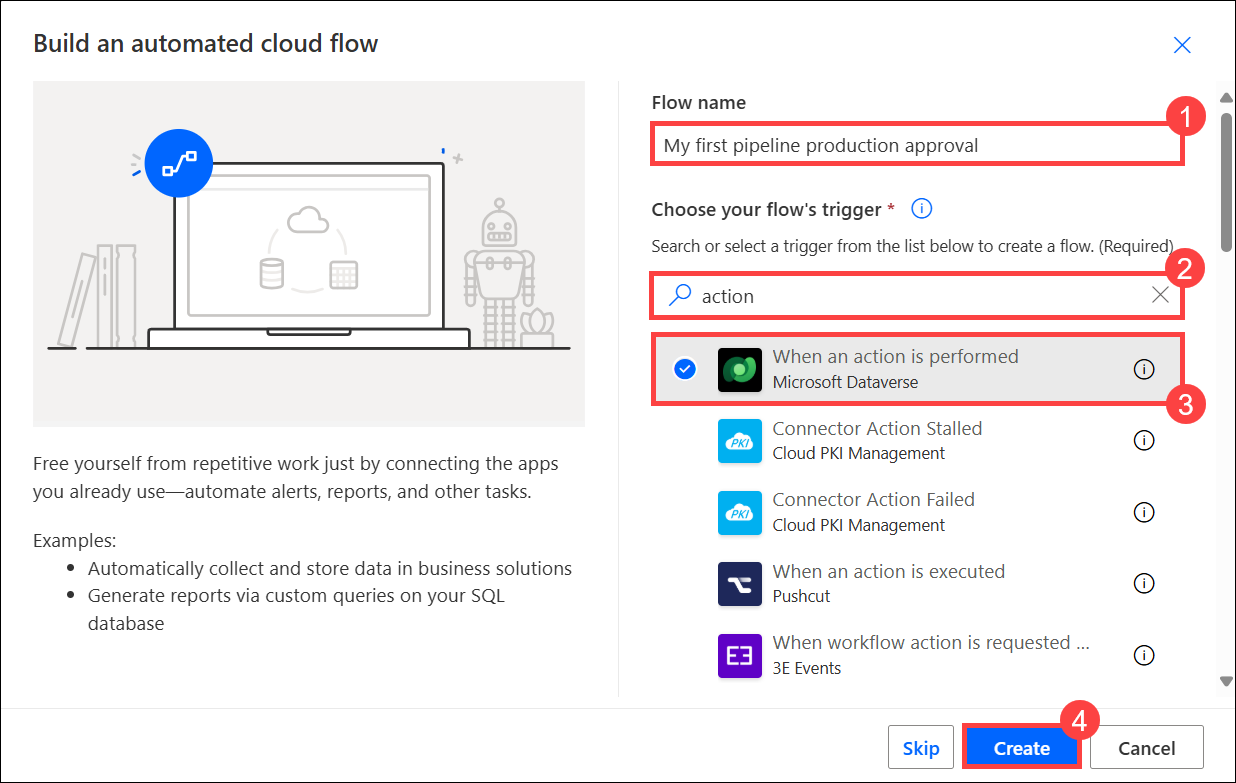 Build an automated cloud flow
Free yourself from repetitive work just by connecting the apps
you already use—automate alerts, reports, and other tasks.
Examples:
• Automatically collect and store data in business solutions
• Generate reports via custom queries on your SQL
database
Flow name
1
My first pipeline production approval
Choose your flow's trigger *
Search or select a trigger from the list below to create a flow. (Required)
2
action
When an action is performed
Microsoft Dataverse
3
PKI
Connector Action Stalled
Cloud PKI Management
PKI
Connector Action Failed
Cloud PKI Management
When an action is executed
Pushcut
When workflow action is requested ...
3E Events
4
Skip
Create
Cancel